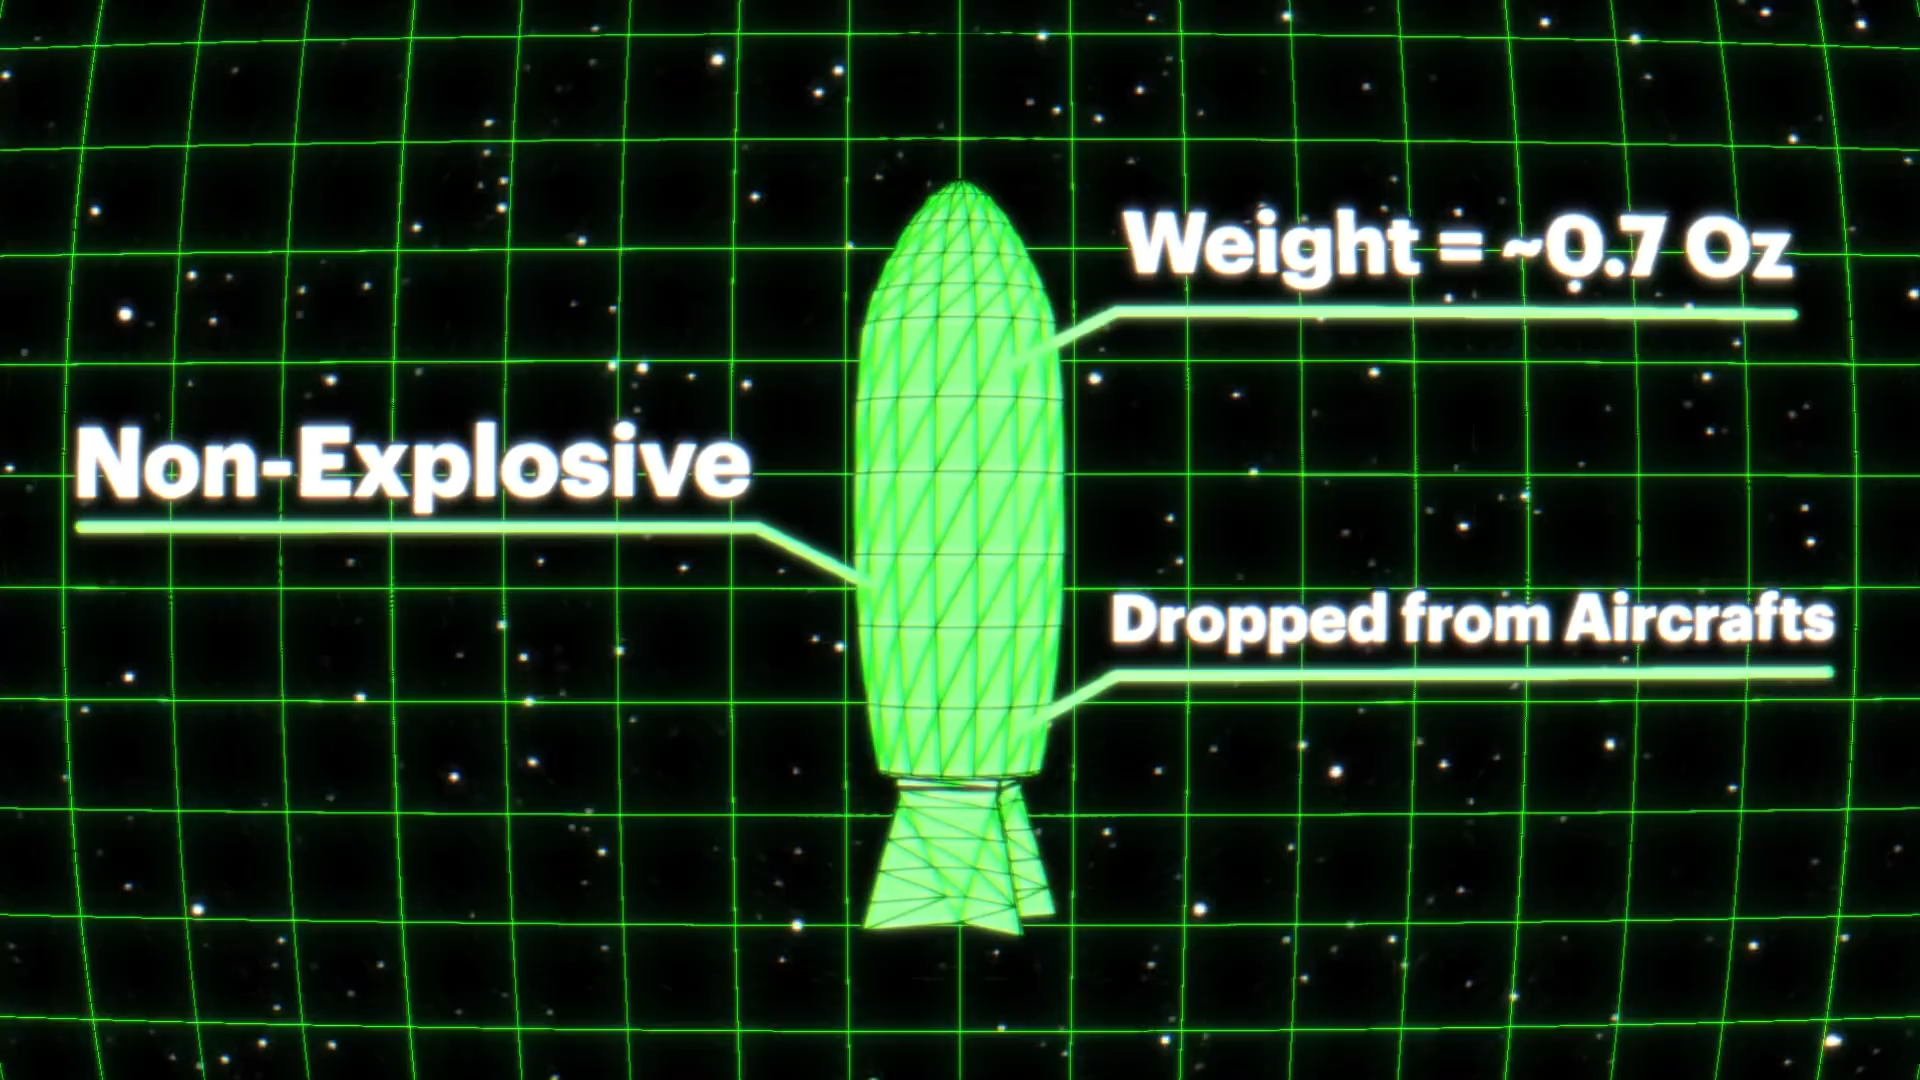 Weight = ~0.7 Oz
Non-Explosive
Dropped from Aircrafts